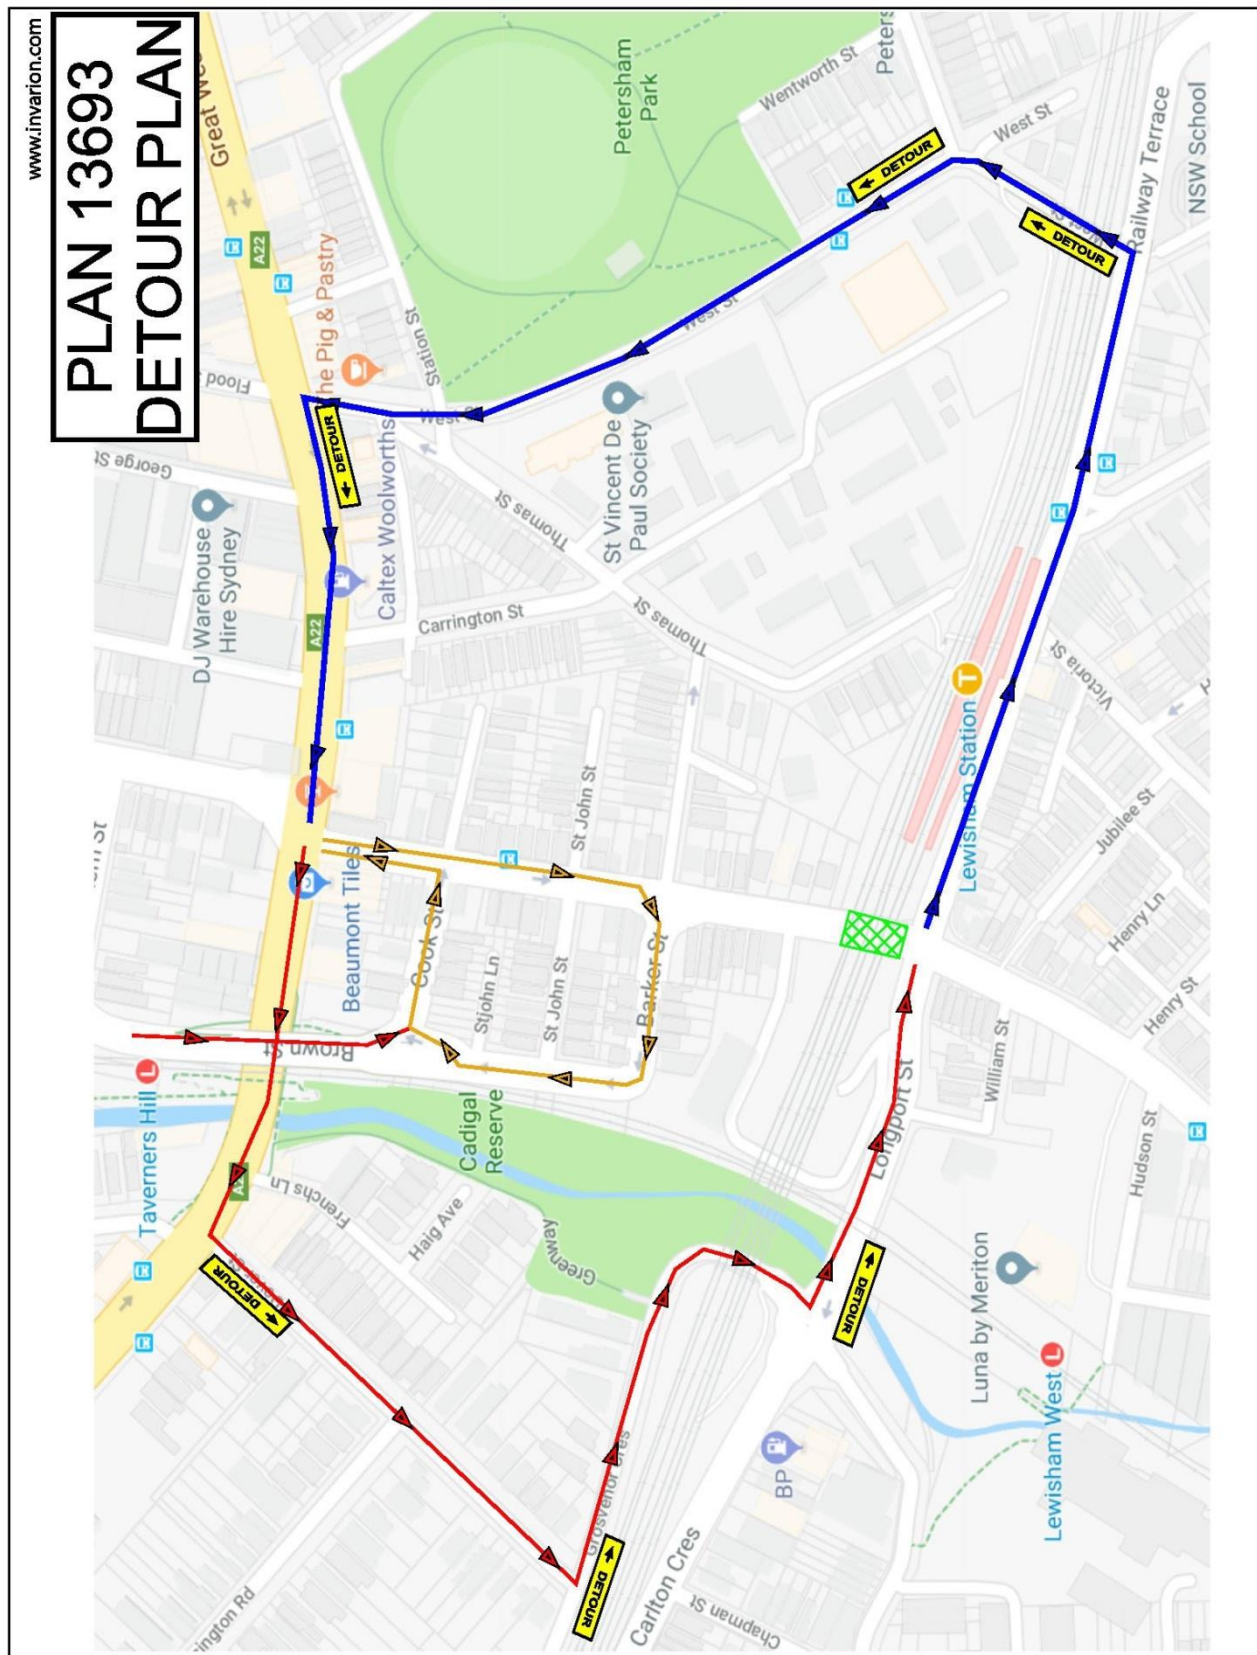 www.invarion.com
PLAN 13693
DETOUR PLAN
Great We
A22
Flood
The Pig & Pastry
Station St
Petersham
Park
Wentworth St
Peters
West St
Railway Terrace
NSW School
DETOUR
DETOUR
West St
West St
DETOUR
George St
DJ Warehouse
Hire Sydney
Caltex Woolworths
A22
Carrington St
Thomas St
Thomas St
St Vincent De
Paul Society
Lewisham Station
T
Victoria St
Jubilee St
Henry Ln
Henry St
St John St
Beaumont Tiles
Cook St
Stjohn Ln
St John St
Barker St
Brown St
Taverners Hill
L
Cadigal
Reserve
Longport St
William St
Hudson St
Frenchs Ln
Haig Ave
Greenway
DETOUR
DETOUR
Luna by Meriton
Lewisham West
L
BP
Grosvenor Cres
DETOUR
Carlton Cres
Chapman St
ington Rd